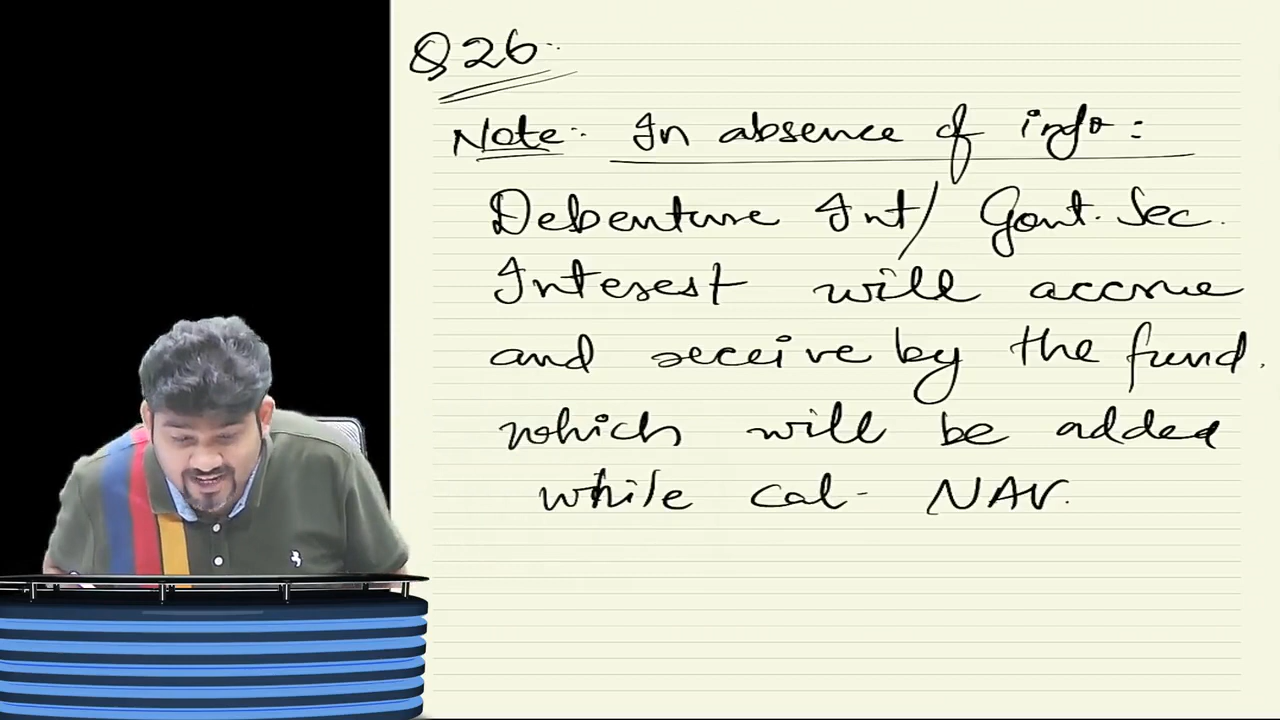 Q26:
Note: In absence of info:
Debenture Int/ Govt. Sec.
Interest will accrue
and receive by the fund.
which will be added
while cal- NAV.